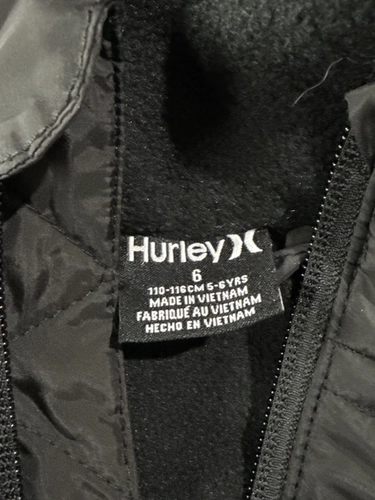 Hurley
6
110-116CM 5-6YRS
MADE IN VIETNAM
FABRIQUÉ AU VIETNAM
HECHO EN VIETNAM